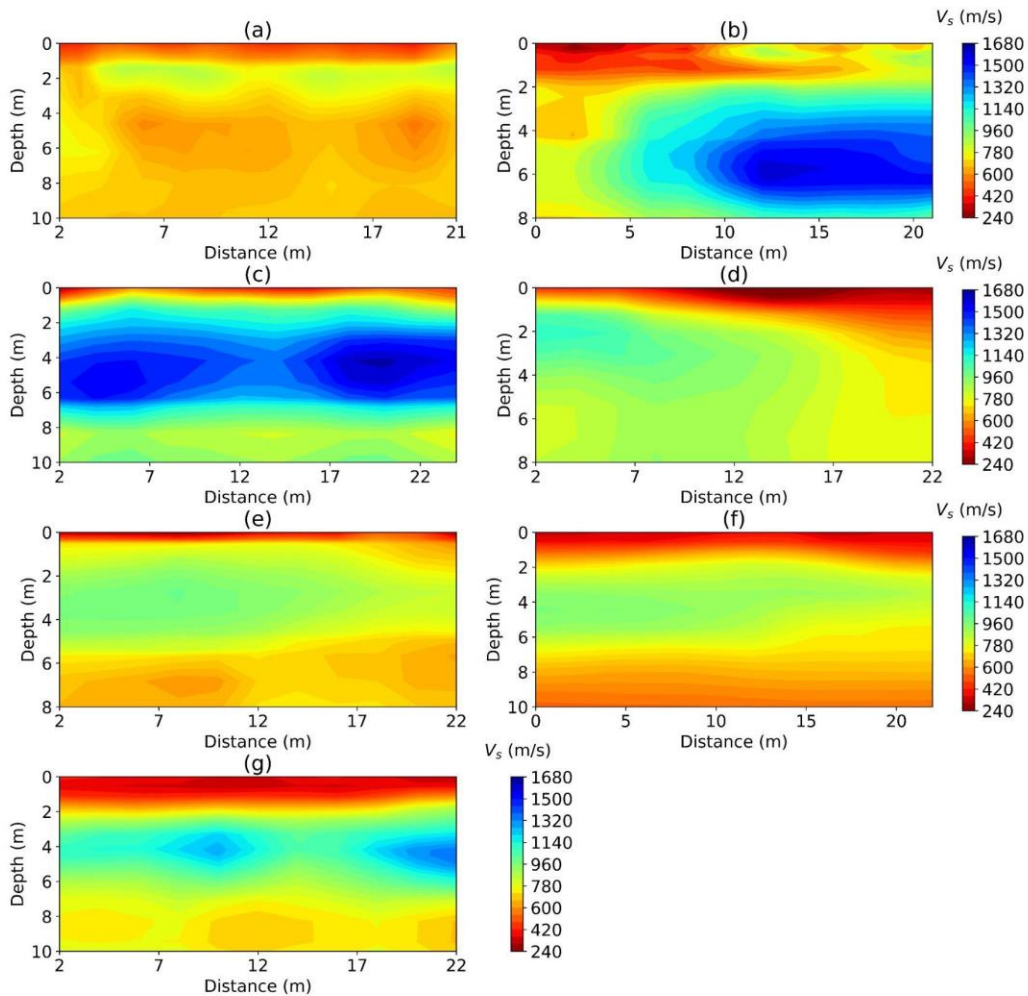 (a)
0
2
4
6
8
10
Depth (m)
2 7 12 17 21
Distance (m)
(b)
0
2
4
6
8
Depth (m)
0 5 10 15 20
Distance (m)
Vs (m/s)
1680
1500
1320
1140
960
780
600
420
240
(c)
0
2
4
6
8
10
Depth (m)
2 7 12 17 22
Distance (m)
(d)
0
2
4
6
8
Depth (m)
2 7 12 17 22
Distance (m)
Vs (m/s)
1680
1500
1320
1140
960
780
600
420
240
(e)
0
2
4
6
8
Depth (m)
2 7 12 17 22
Distance (m)
(f)
0
2
4
6
8
10
Depth (m)
0 5 10 15 20
Distance (m)
Vs (m/s)
1680
1500
1320
1140
960
780
600
420
240
(g)
0
2
4
6
8
10
Depth (m)
2 7 12 17 22
Distance (m)
Vs (m/s)
1680
1500
1320
1140
960
780
600
420
240